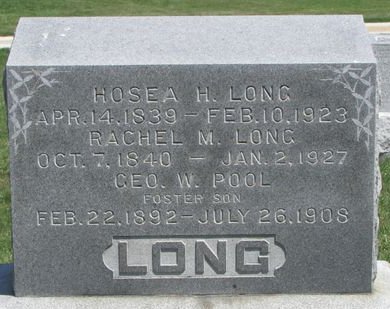 HOSEA H. LONG
APR. 14, 1839 - FEB. 10, 1923
RACHEL M. LONG
OCT. 7, 1840 - JAN. 2, 1927
GEO. W. POOL
FOSTER SON
FEB. 22, 1892 - JULY 26, 1908
LONG